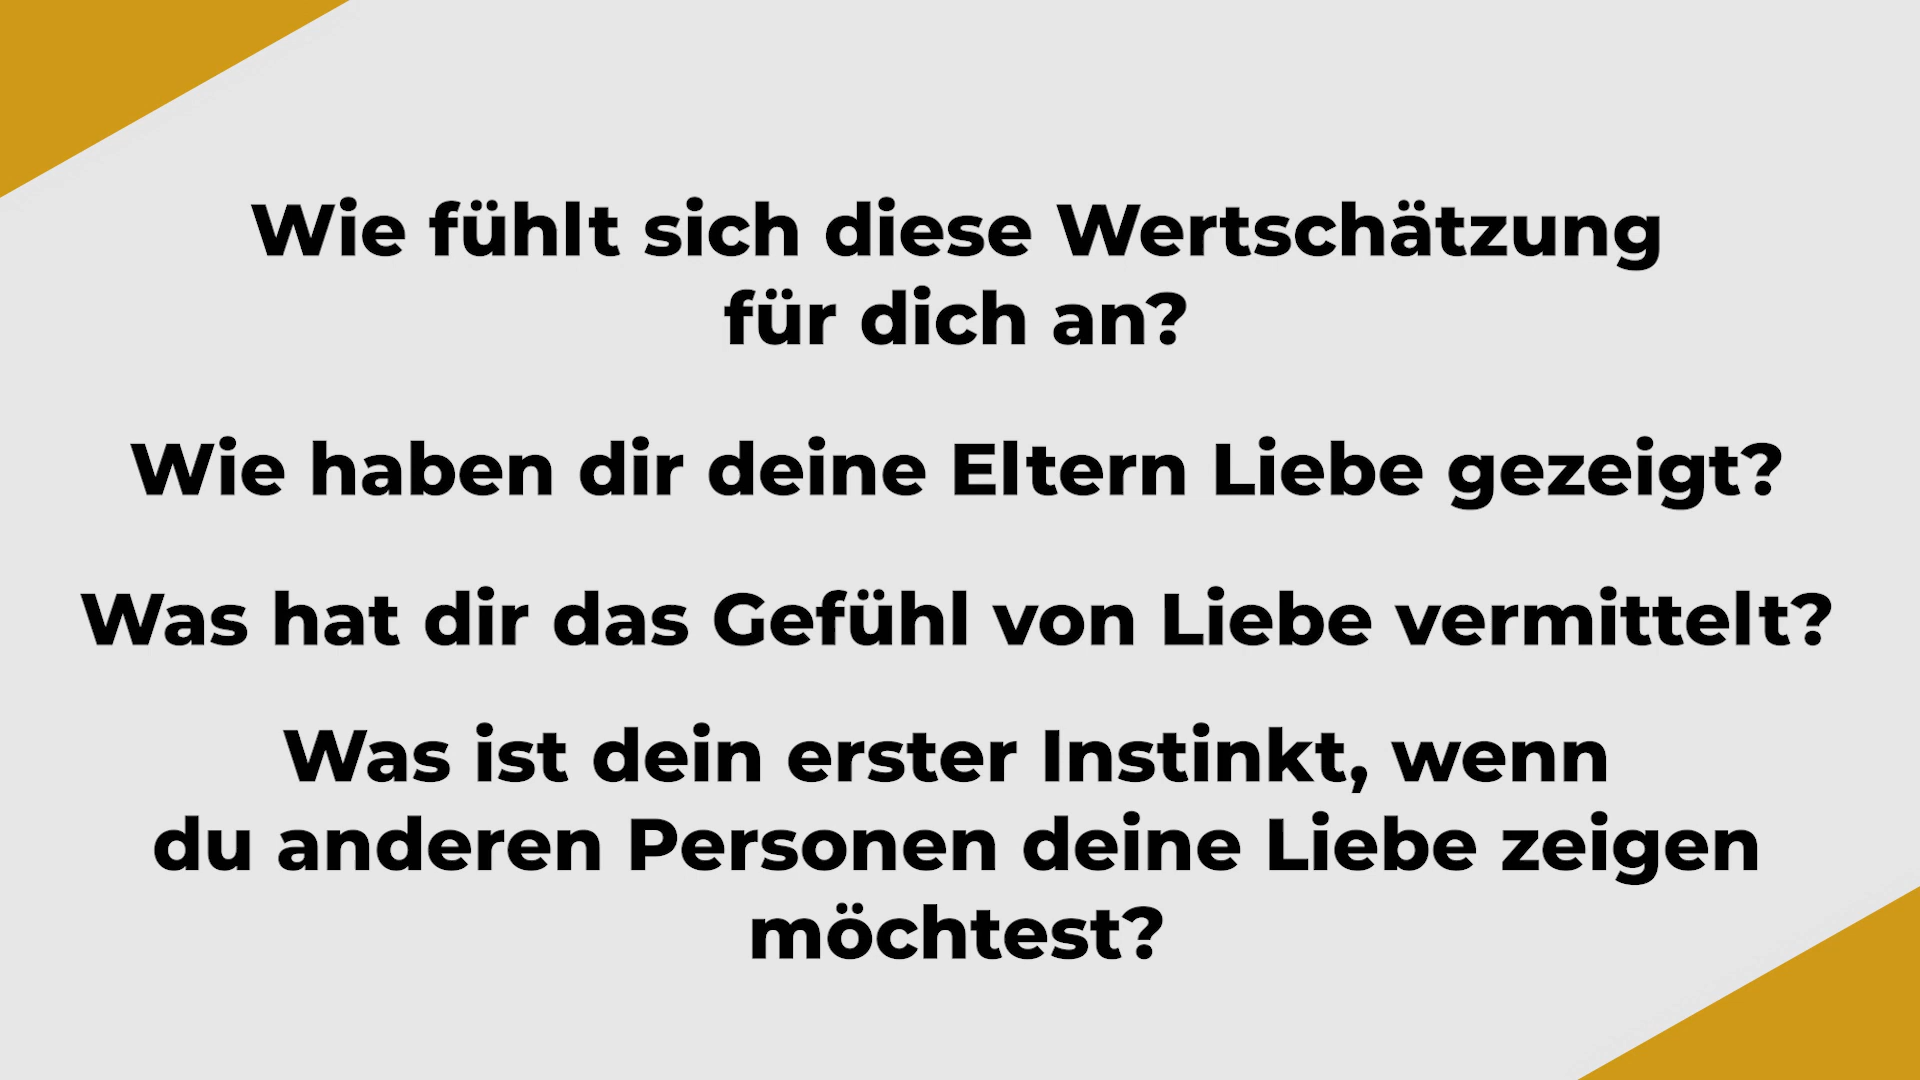 Wie fühlt sich diese Wertschätzung
für dich an?
Wie haben dir deine Eltern Liebe gezeigt?
Was hat dir das Gefühl von Liebe vermittelt?
Was ist dein erster Instinkt, wenn
du anderen Personen deine Liebe zeigen
möchtest?